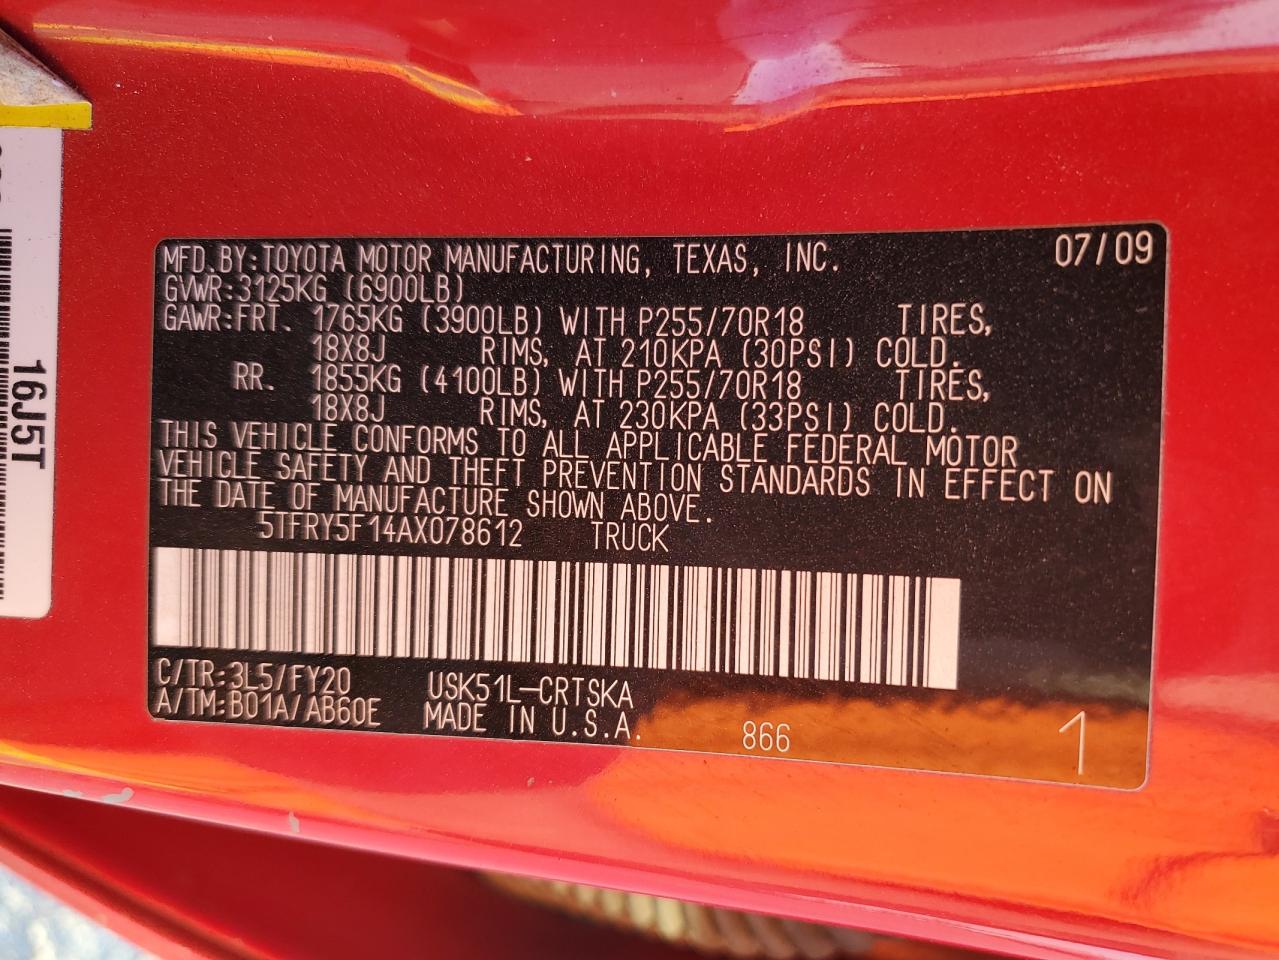 MFD.BY:TOYOTA MOTOR MANUFACTURING, TEXAS, INC. 07/09
GVWR:3125KG (6900LB)
GAWR:FRT. 1765KG (3900LB) WITH P255/70R18 TIRES,
18X8J RIMS, AT 210KPA (30PSI) COLD.
RR. 1855KG (4100LB) WITH P255/70R18 TIRES,
18X8J RIMS, AT 230KPA (33PSI) COLD.
THIS VEHICLE CONFORMS TO ALL APPLICABLE FEDERAL MOTOR
VEHICLE SAFETY AND THEFT PREVENTION STANDARDS IN EFFECT ON
THE DATE OF MANUFACTURE SHOWN ABOVE.
5TFRY5F14AX078612 TRUCK
C/TR:3L5/FY20 USK51L-CRTSKA
A/TM:B01A/AB60E MADE IN U.S.A. 866 1
16J5T